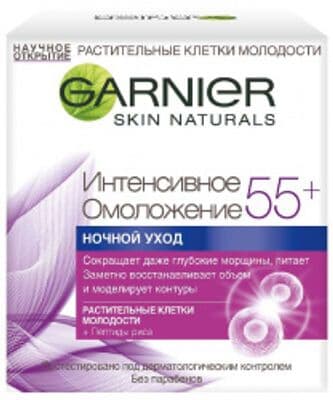 НАУЧНОЕ
ОТКРЫТИЕ
РАСТИТЕЛЬНЫЕ КЛЕТКИ МОЛОДОСТИ
GARNIER
SKIN NATURALS
Интенсивное
Омоложение 55+
НОЧНОЙ УХОД
Сокращает даже глубокие морщины, питает
Заметно восстанавливает объем
и моделирует контуры
РАСТИТЕЛЬНЫЕ КЛЕТКИ
МОЛОДОСТИ
+ Пептиды риса
Протестировано под дерматологическим контролем
Без парабенов